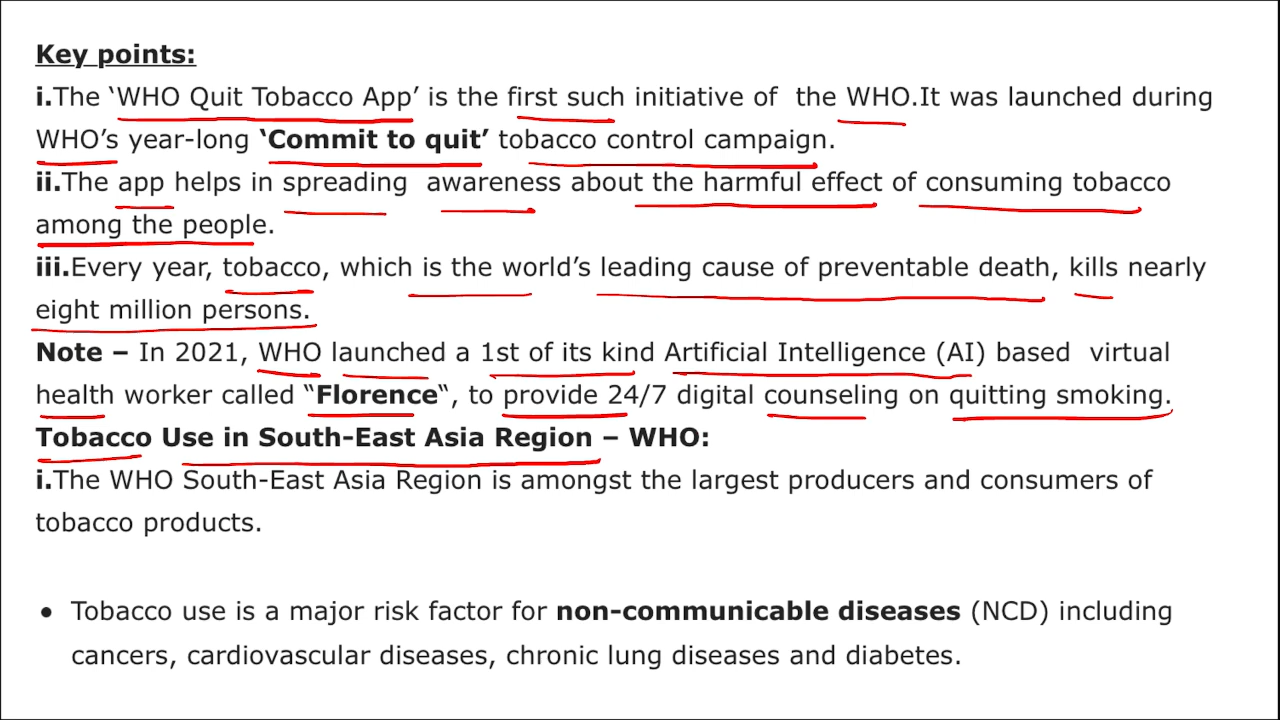 Key points:
i.The ‘WHO Quit Tobacco App’ is the first such initiative of  the WHO.It was launched during
WHO’s year-long ‘Commit to quit’ tobacco control campaign.
ii.The app helps in spreading  awareness about the harmful effect of consuming tobacco
among the people.
iii.Every year, tobacco, which is the world’s leading cause of preventable death, kills nearly
eight million persons.
Note – In 2021, WHO launched a 1st of its kind Artificial Intelligence (AI) based  virtual
health worker called “Florence“, to provide 24/7 digital counseling on quitting smoking.
Tobacco Use in South-East Asia Region – WHO:
i.The WHO South-East Asia Region is amongst the largest producers and consumers of
tobacco products.
• Tobacco use is a major risk factor for non-communicable diseases (NCD) including
cancers, cardiovascular diseases, chronic lung diseases and diabetes.